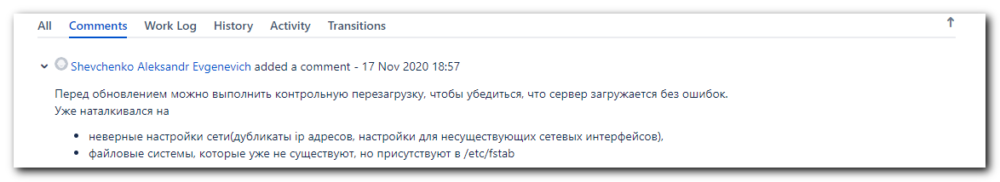 All Comments Work Log History Activity Transitions
Shevchenko Aleksandr Evgenevich added a comment - 17 Nov 2020 18:57
Перед обновлением можно выполнить контрольную перезагрузку, чтобы убедиться, что сервер загружается без ошибок.
Уже наталкивался на
• неверные настройки сети(дубликаты ip адресов, настройки для несуществующих сетевых интерфейсов),
• файловые системы, которые уже не существуют, но присутствуют в /etc/fstab